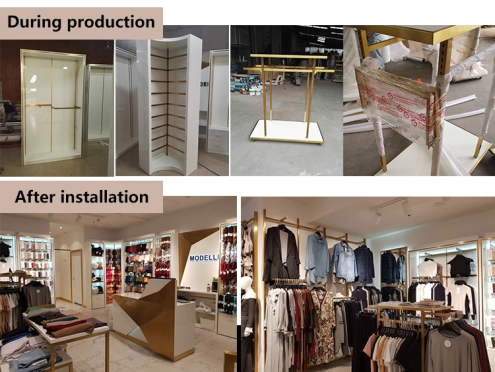 During production
After installation
MODELL